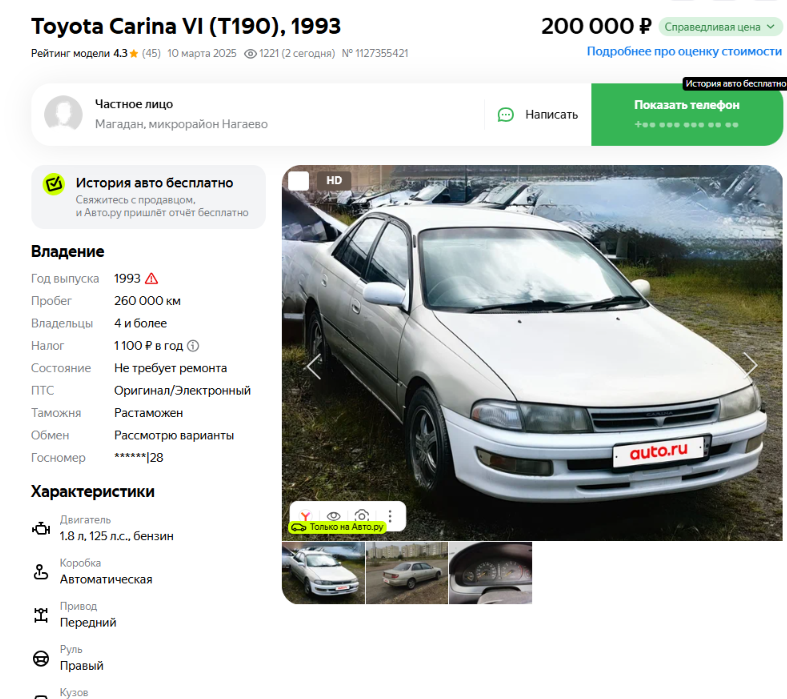 Toyota Carina VI (T190), 1993
200 000 ₽
Справедливая цена
Рейтинг модели 4.3 (45) 10 марта 2025 1221 (2 сегодня) № 1127355421
Подробнее про оценку стоимости
История авто бесплатно
Частное лицо
Магадан, микрорайон Нагаево
Написать
Показать телефон
+•• ••• ••• •• ••
История авто бесплатно
Свяжитесь с продавцом,
и Авто.ру пришлёт отчёт бесплатно
HD
Владение
Год выпуска 1993
Пробег 260 000 км
Владельцы 4 и более
Налог 1 100 ₽ в год
Состояние Не требует ремонта
ПТС Оригинал/Электронный
Таможня Растаможен
Обмен Рассмотрю варианты
Госномер ******|28
auto.ru
Только на Авто.ру
Характеристики
Двигатель
1.8 л, 125 л.с., бензин
Коробка
Автоматическая
Привод
Передний
Руль
Правый
Кузов